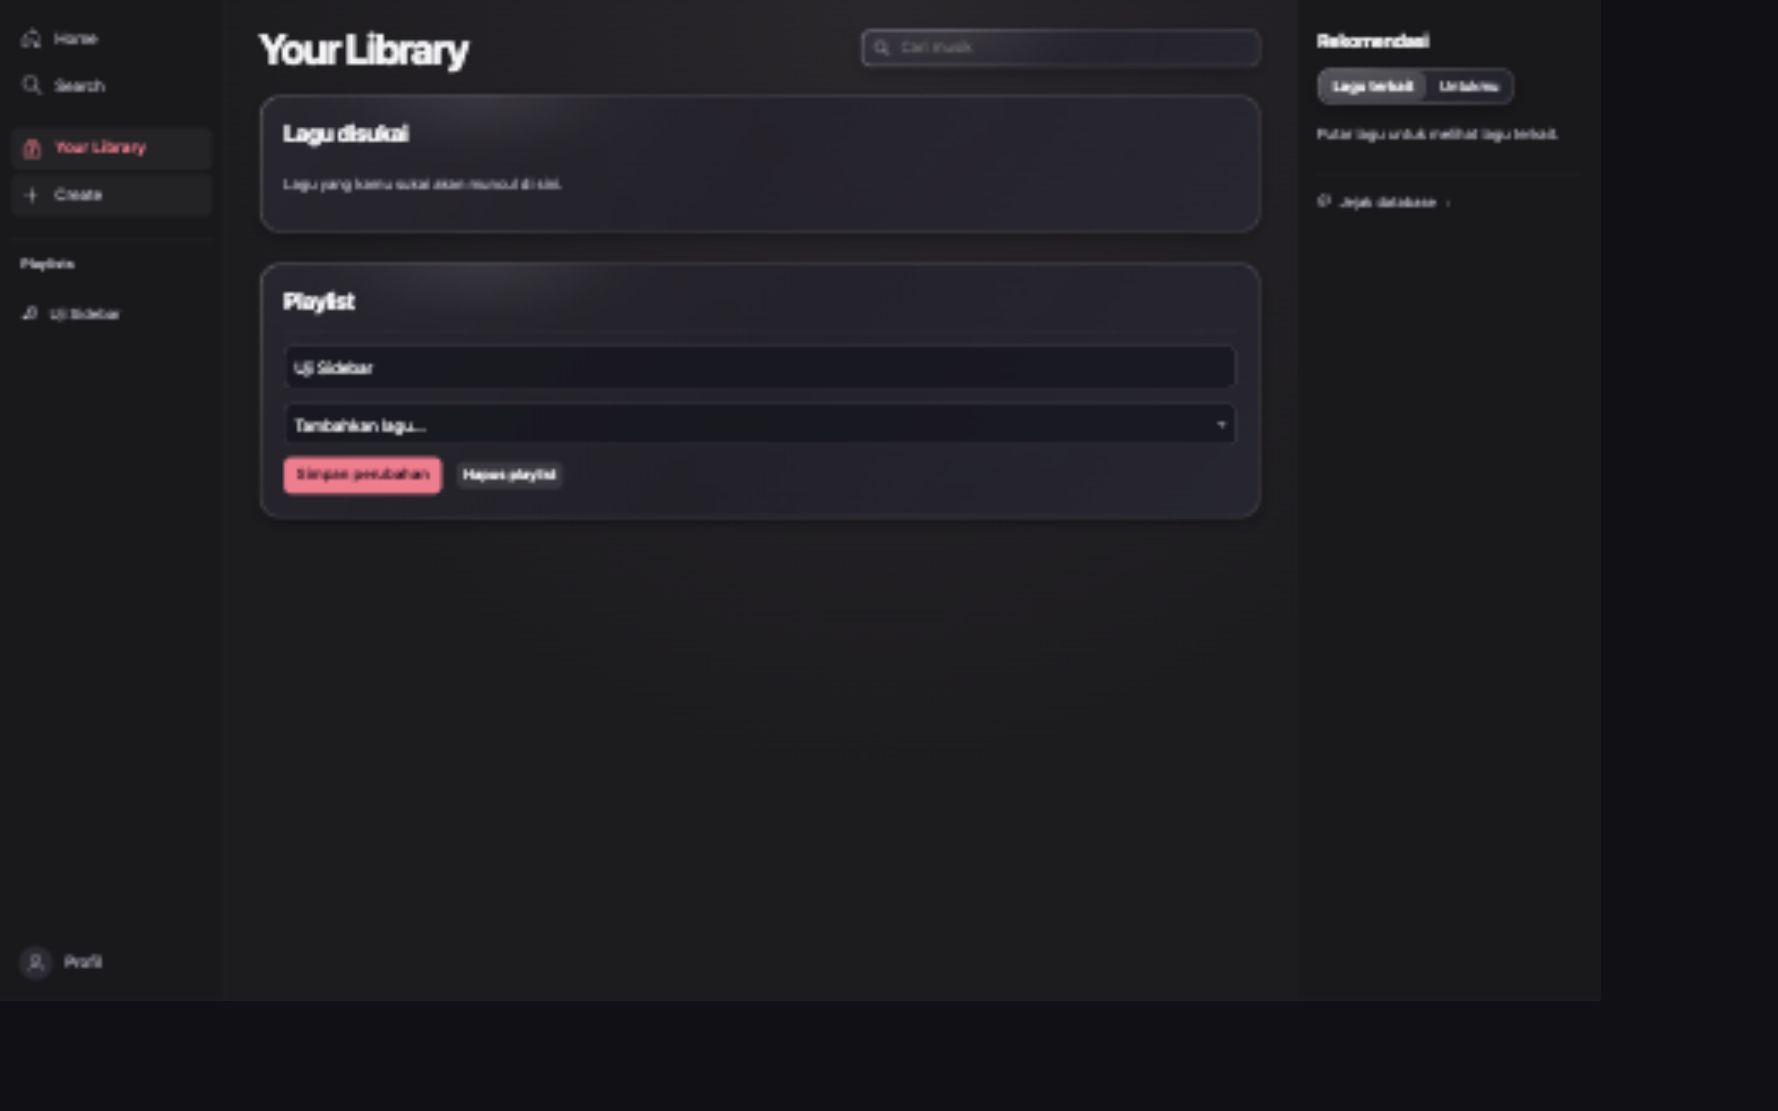 Home
Search
Your Library
Create
Playlists
Uji Sidebar
Profil
Your Library
Cari musik
Lagu disukai
Lagu yang kamu sukai akan muncul di sini.
Playlist
Uji Sidebar
Tambahkan lagu...
Simpan perubahan
Hapus playlist
Rekomendasi
Lagu terkait
Untukmu
Putar lagu untuk melihat lagu terkait.
Jejak database ›